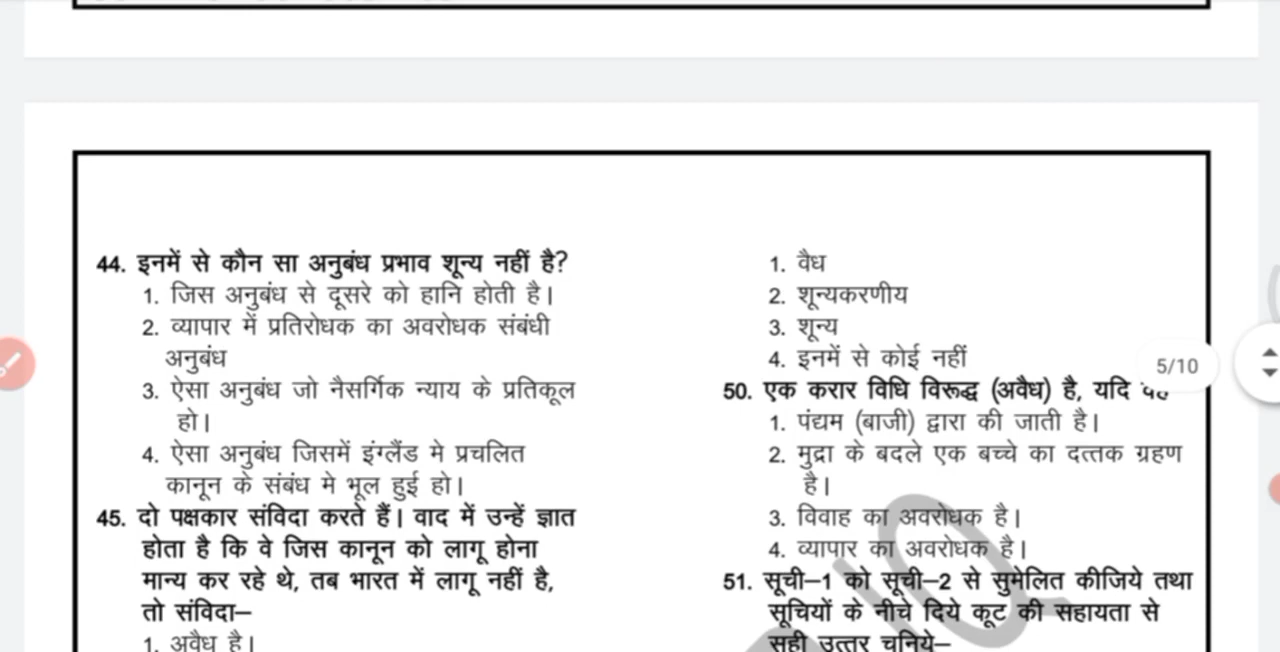 44. इनमें से कौन सा अनुबंध प्रभाव शून्य नहीं है?
1. जिस अनुबंध से दूसरे को हानि होती है।
2. व्यापार में प्रतिरोधक का अवरोधक संबंधी
अनुबंध
3. ऐसा अनुबंध जो नैसर्गिक न्याय के प्रतिकूल
हो।
4. ऐसा अनुबंध जिसमें इंग्लैंड मे प्रचलित
कानून के संबंध मे भूल हुई हो।
45. दो पक्षकार संविदा करते हैं। वाद में उन्हें ज्ञात
होता है कि वे जिस कानून को लागू होना
मान्य कर रहे थे, तब भारत में लागू नहीं है,
तो संविदा–
1. अवैध है।
1. वैध
2. शून्यकरणीय
3. शून्य
4. इनमें से कोई नहीं
50. एक करार विधि विरूद्ध (अवैध) है, यदि वह
1. पंद्यम (बाजी) द्वारा की जाती है।
2. मुद्रा के बदले एक बच्चे का दत्तक ग्रहण
है।
3. विवाह का अवरोधक है।
4. व्यापार का अवरोधक है।
51. सूची–1 को सूची–2 से सुमेलित कीजिये तथा
सूचियों के नीचे दिये कूट की सहायता से
सही उत्तर चुनिये–
5/10